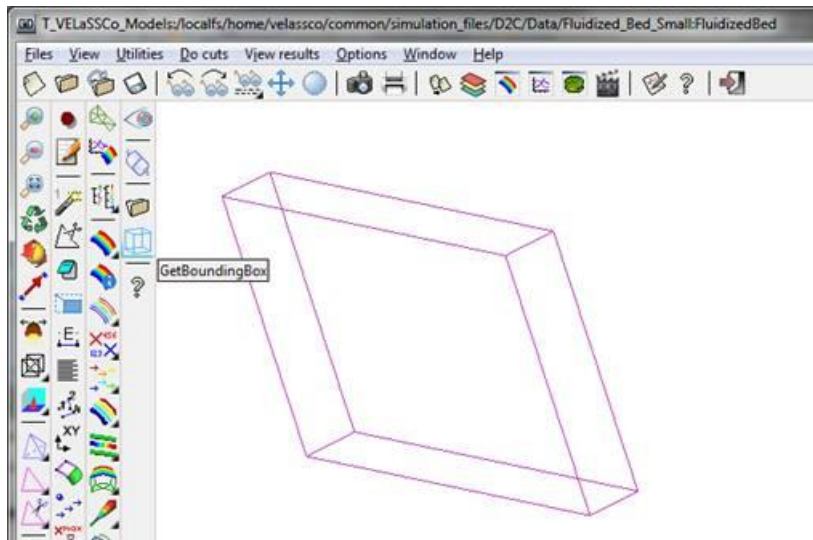 T_VELaSSCo_Models:/localfs/home/velassco/common/simulation_files/D2C/Data/Fluidized_Bed_Small:FluidizedBed
Files View Utilities Do cuts View results Options Window Help
GetBoundingBox
E
XY